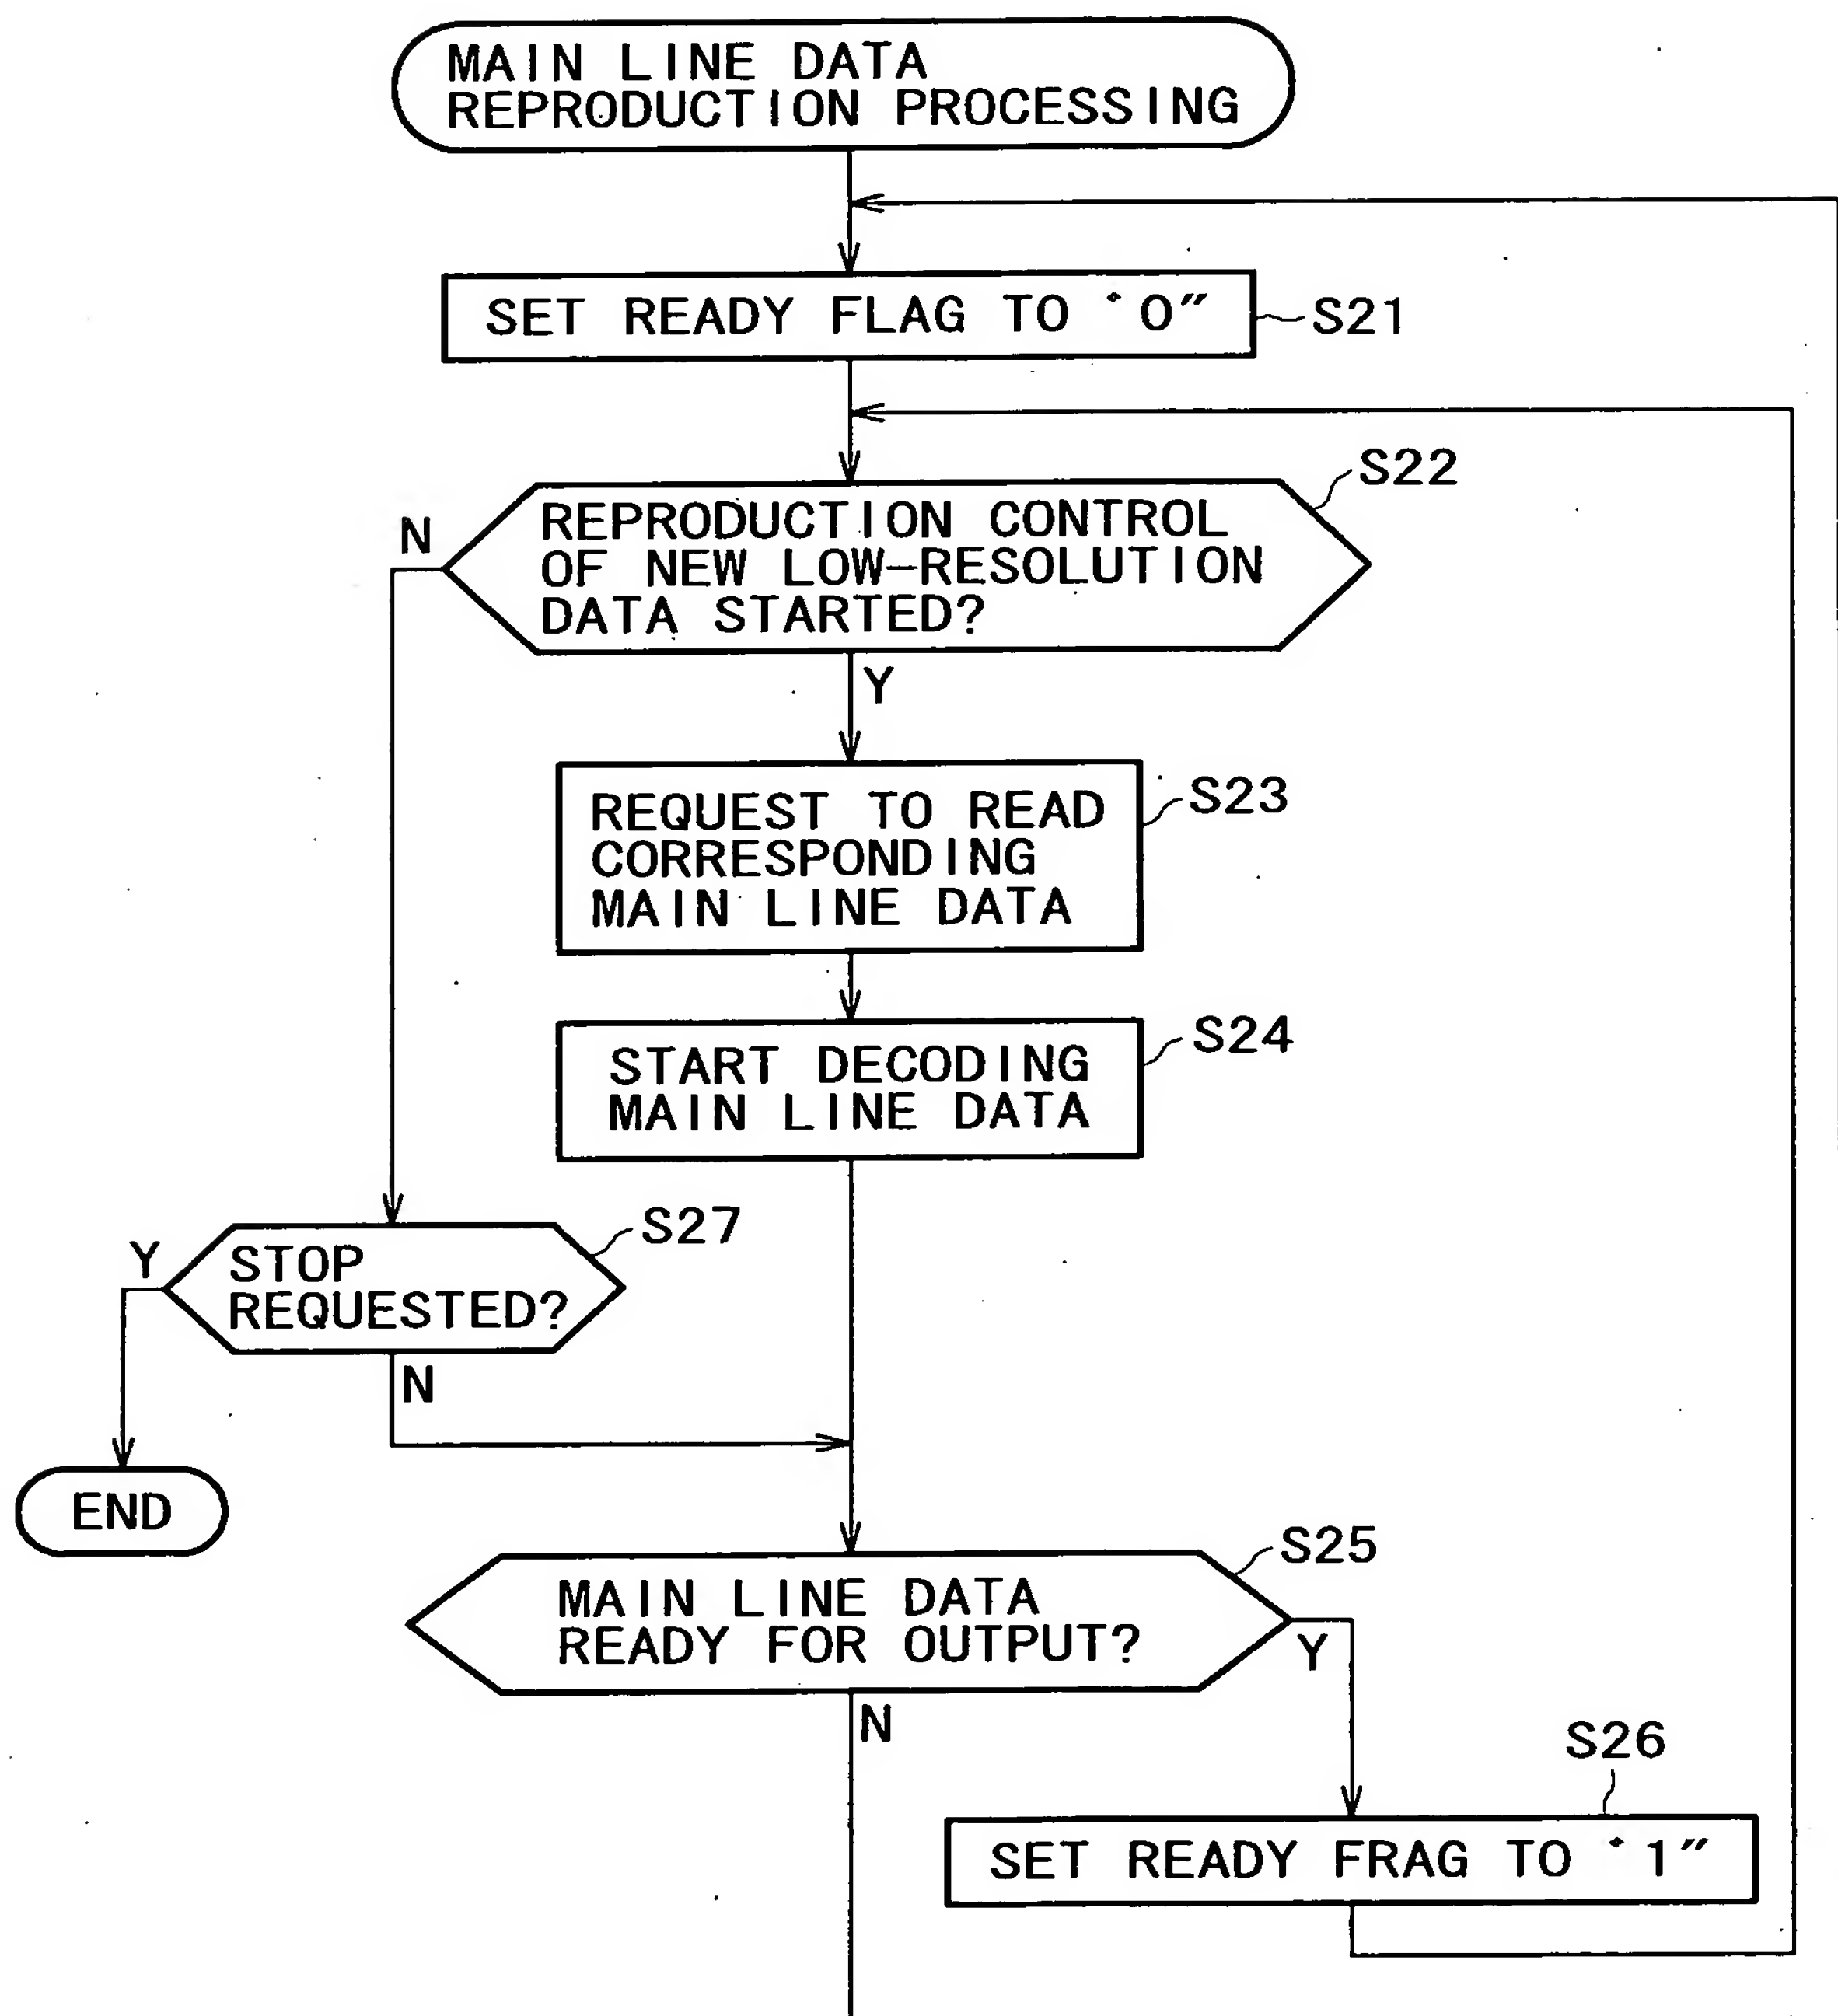 MAIN LINE DATA
REPRODUCTION PROCESSING
SET READY FLAG TO “0”
S21
S22
N
REPRODUCTION CONTROL
OF NEW LOW-RESOLUTION
DATA STARTED?
Y
S23
REQUEST TO READ
CORRESPONDING
MAIN LINE DATA
S24
START DECODING
MAIN LINE DATA
S27
Y
STOP
REQUESTED?
N
END
S25
MAIN LINE DATA
READY FOR OUTPUT?
Y
N
S26
SET READY FRAG TO “1”